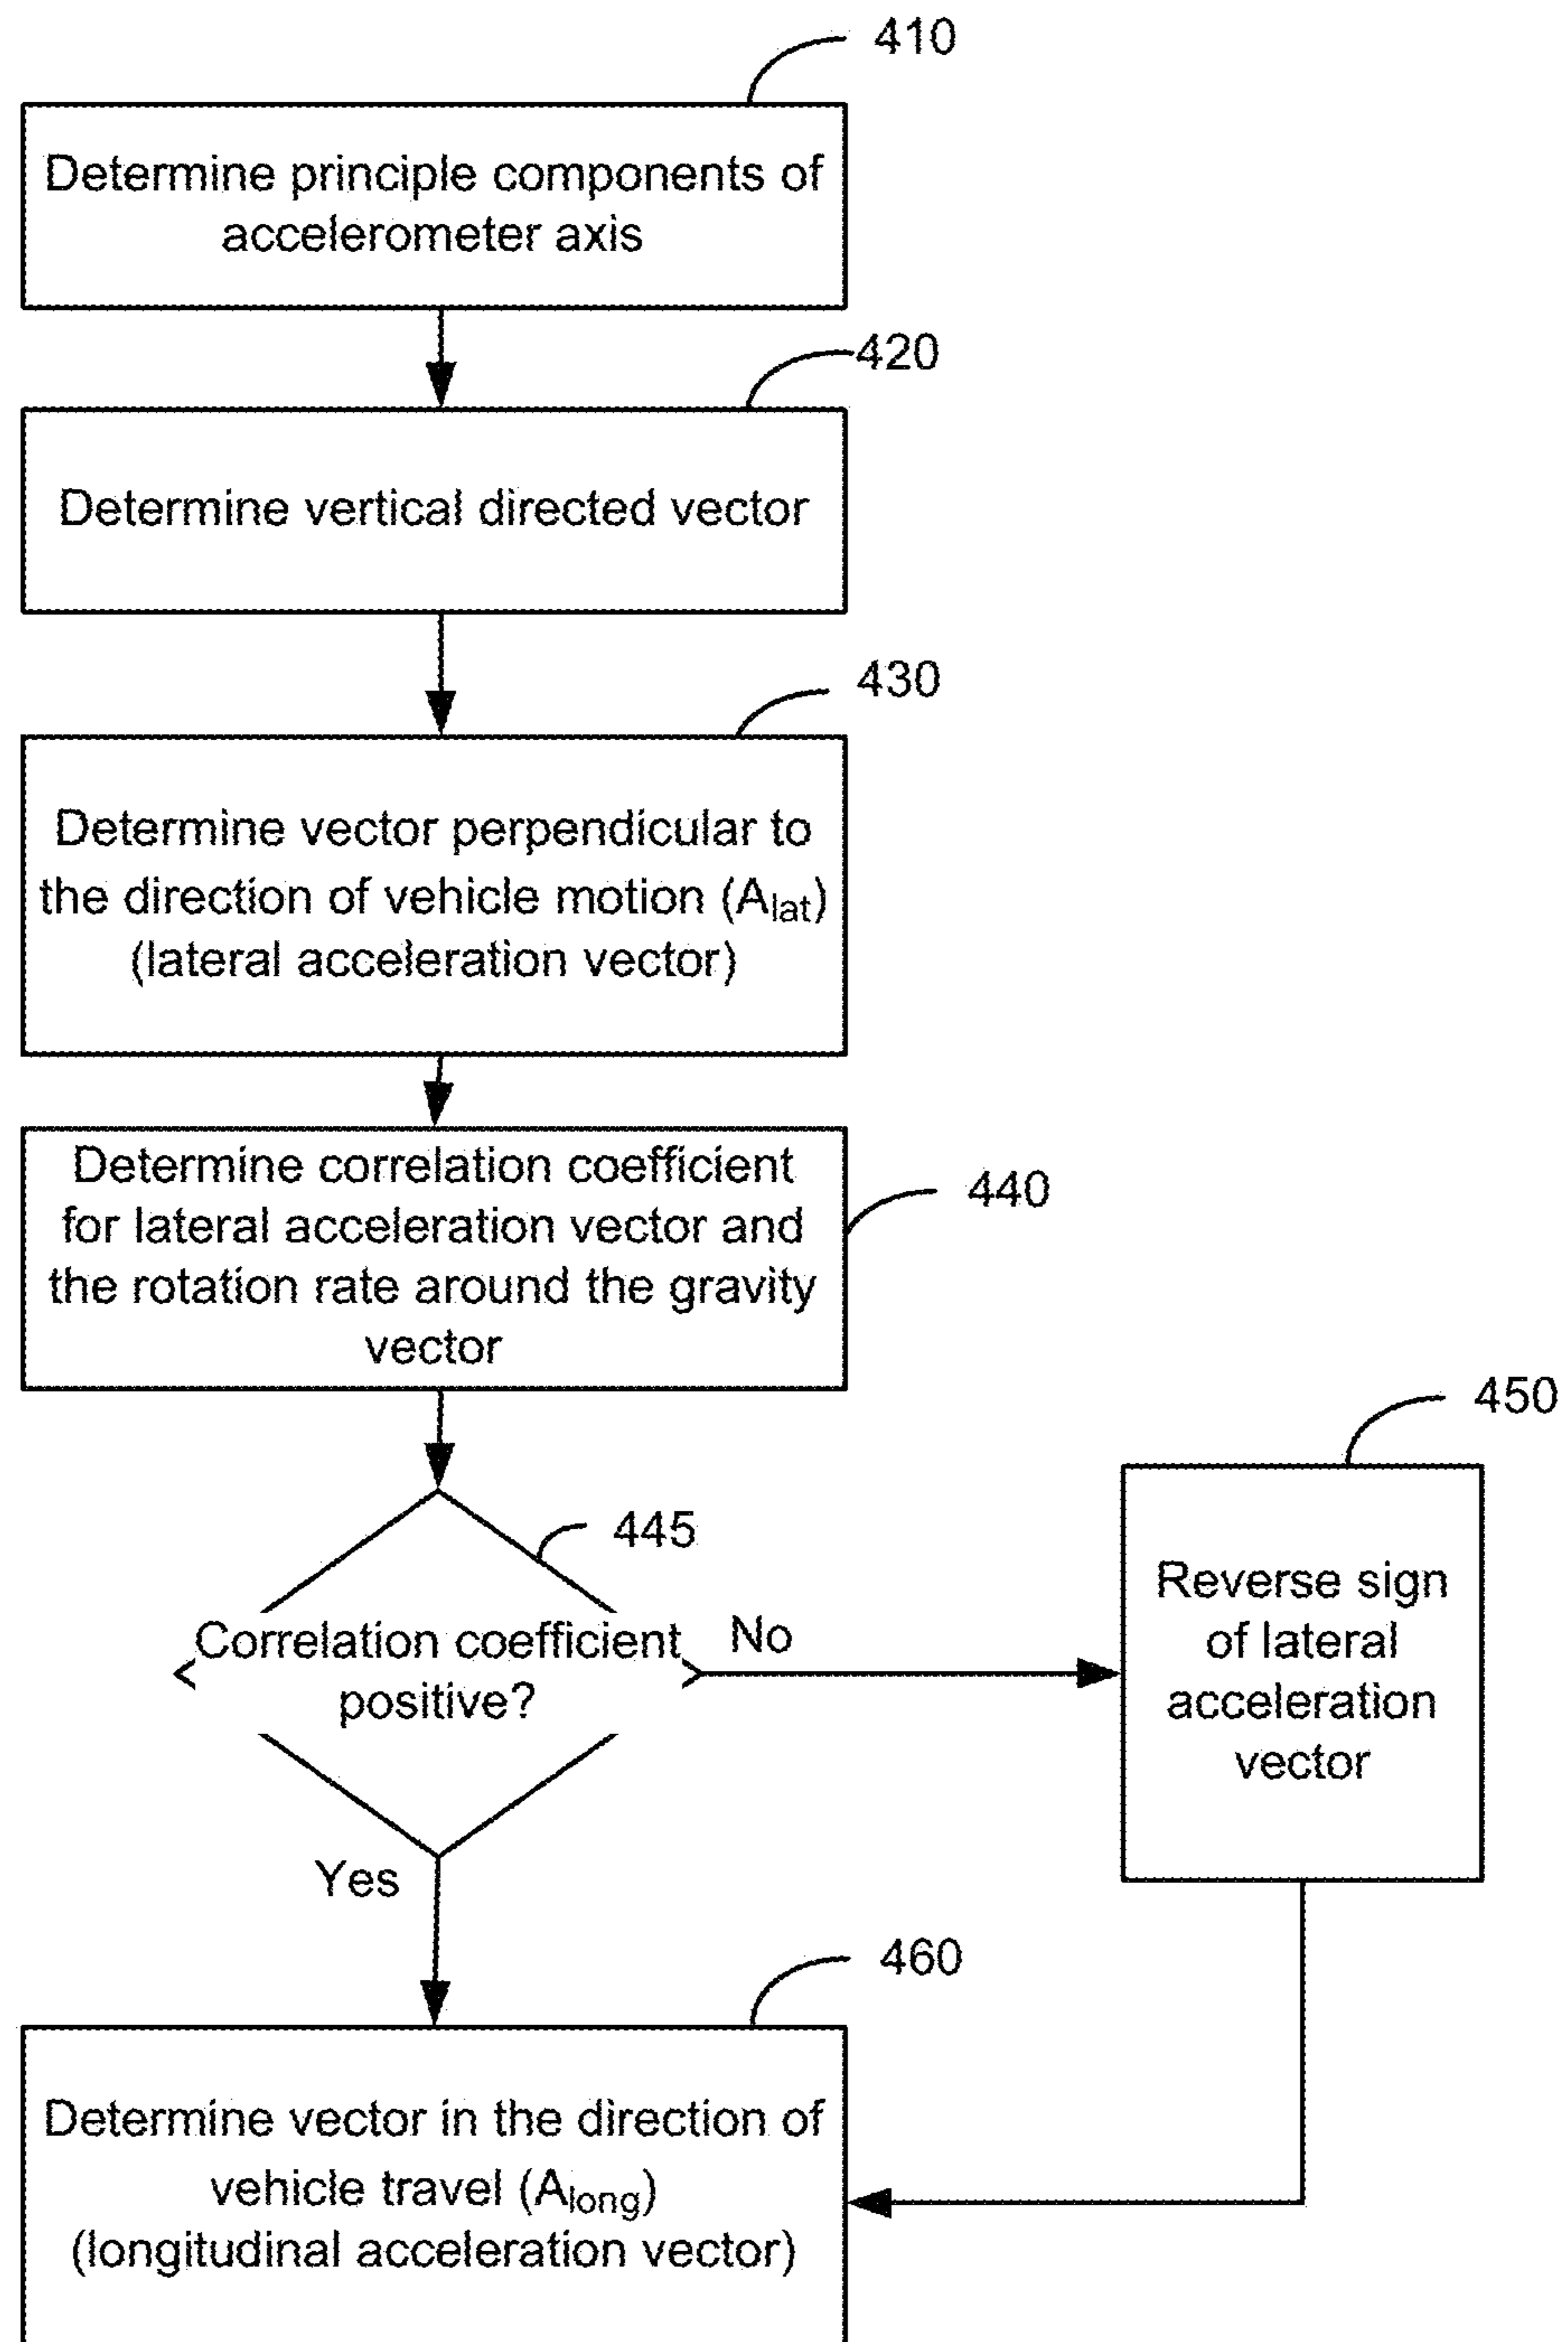 410
Determine principle components of
accelerometer axis
420
Determine vertical directed vector
430
Determine vector perpendicular to
the direction of vehicle motion (Alat)
(lateral acceleration vector)
440
Determine correlation coefficient
for lateral acceleration vector and
the rotation rate around the gravity
vector
445
Correlation coefficient
positive?
No
Yes
450
Reverse sign
of lateral
acceleration
vector
460
Determine vector in the direction of
vehicle travel (Along)
(longitudinal acceleration vector)